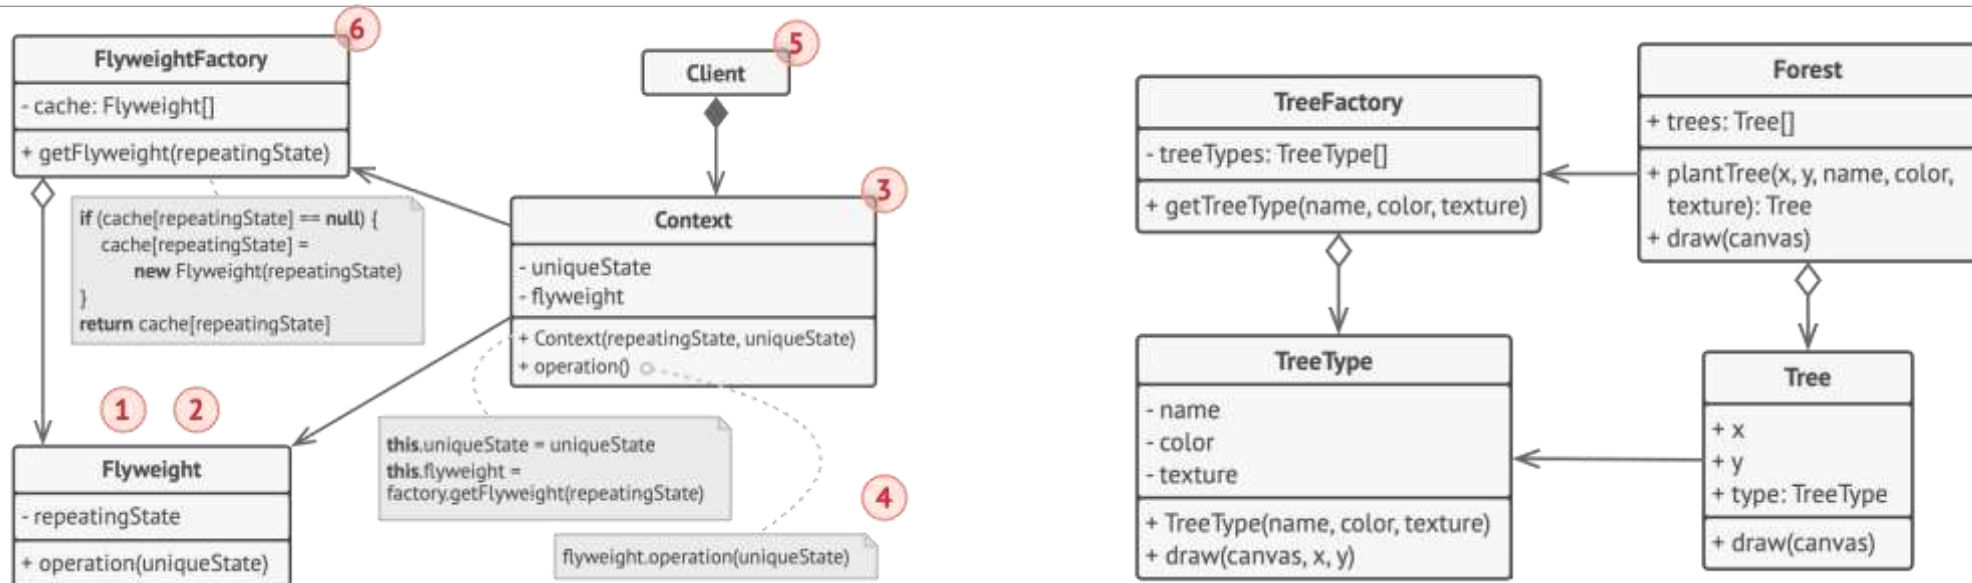 6
FlyweightFactory
- cache: Flyweight[]
+ getFlyweight(repeatingState)
if (cache[repeatingState] == null) {
cache[repeatingState] =
new Flyweight(repeatingState)
}
return cache[repeatingState]
5
Client
3
Context
- uniqueState
- flyweight
+ Context(repeatingState, uniqueState)
+ operation()
this.uniqueState = uniqueState
this.flyweight =
factory.getFlyweight(repeatingState)
4
flyweight.operation(uniqueState)
1 2
Flyweight
- repeatingState
+ operation(uniqueState)
TreeFactory
- treeTypes: TreeType[]
+ getTreeType(name, color, texture)
Forest
+ trees: Tree[]
+ plantTree(x, y, name, color,
texture): Tree
+ draw(canvas)
TreeType
- name
- color
- texture
+ TreeType(name, color, texture)
+ draw(canvas, x, y)
Tree
+ x
+ y
+ type: TreeType
+ draw(canvas)